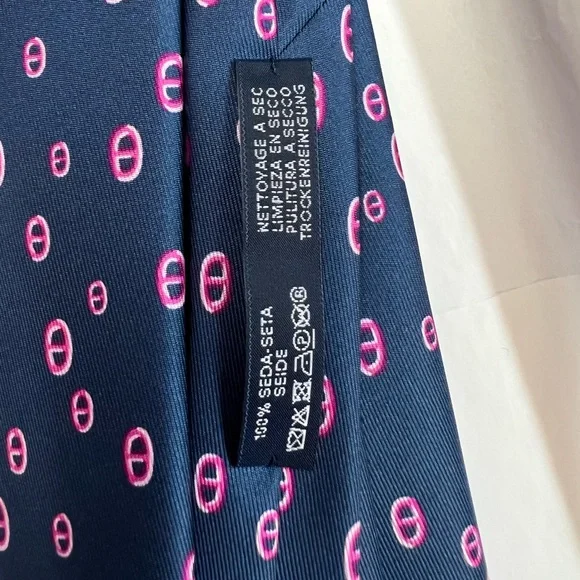 NETTOYAGE A SEC
LIMPIEZA EN SECO
PULITURA A SECCO
TROCKENREINIGUNG
100% SEDA-SETA
SEIDE